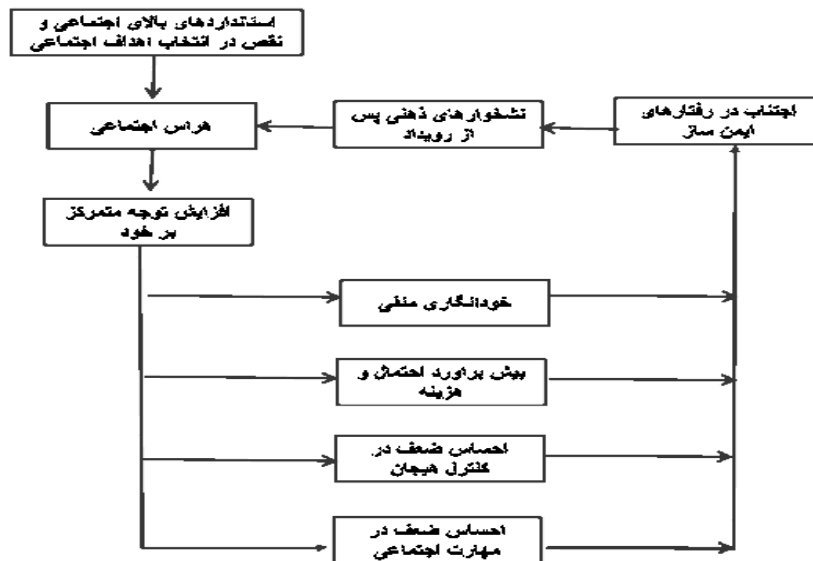 استانداردهای بالای اجتماعی و
نقص در انتخاب اهداف اجتماعی
هراس اجتماعی
نشخوارهای ذهنی پس
از رویداد
اجتناب در رفتارهای
ایمن ساز
افزایش توجه متمرکز
بر خود
خودانگاری منفی
بیش براورد احتمال و
هزینه
احساس ضعف در
کنترل هیجان
احساس ضعف در
مهارت اجتماعی